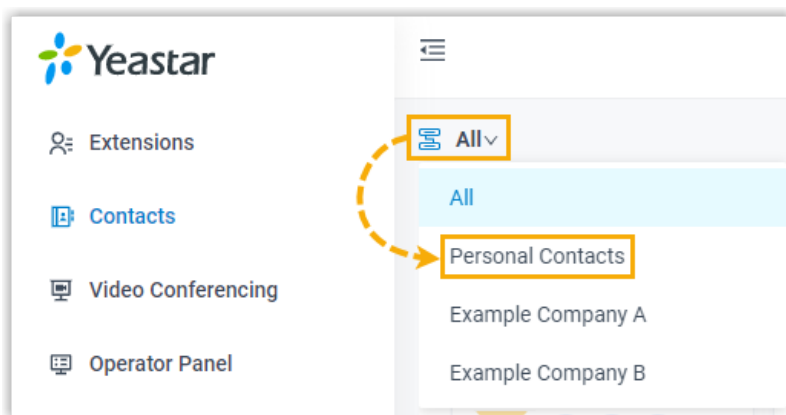 Yeastar
Extensions
Contacts
Video Conferencing
Operator Panel
All
All
Personal Contacts
Example Company A
Example Company B